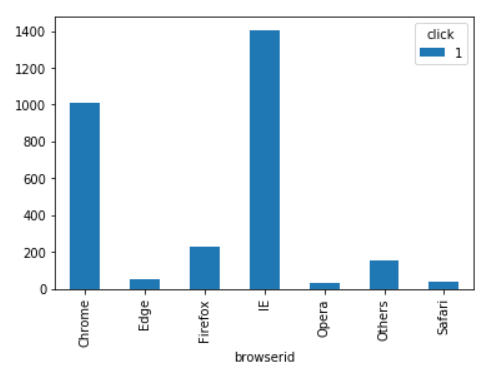 1400
1200
1000
800
600
400
200
0
click
1
Chrome
Edge
Firefox
IE
Opera
Others
Safari
browserid